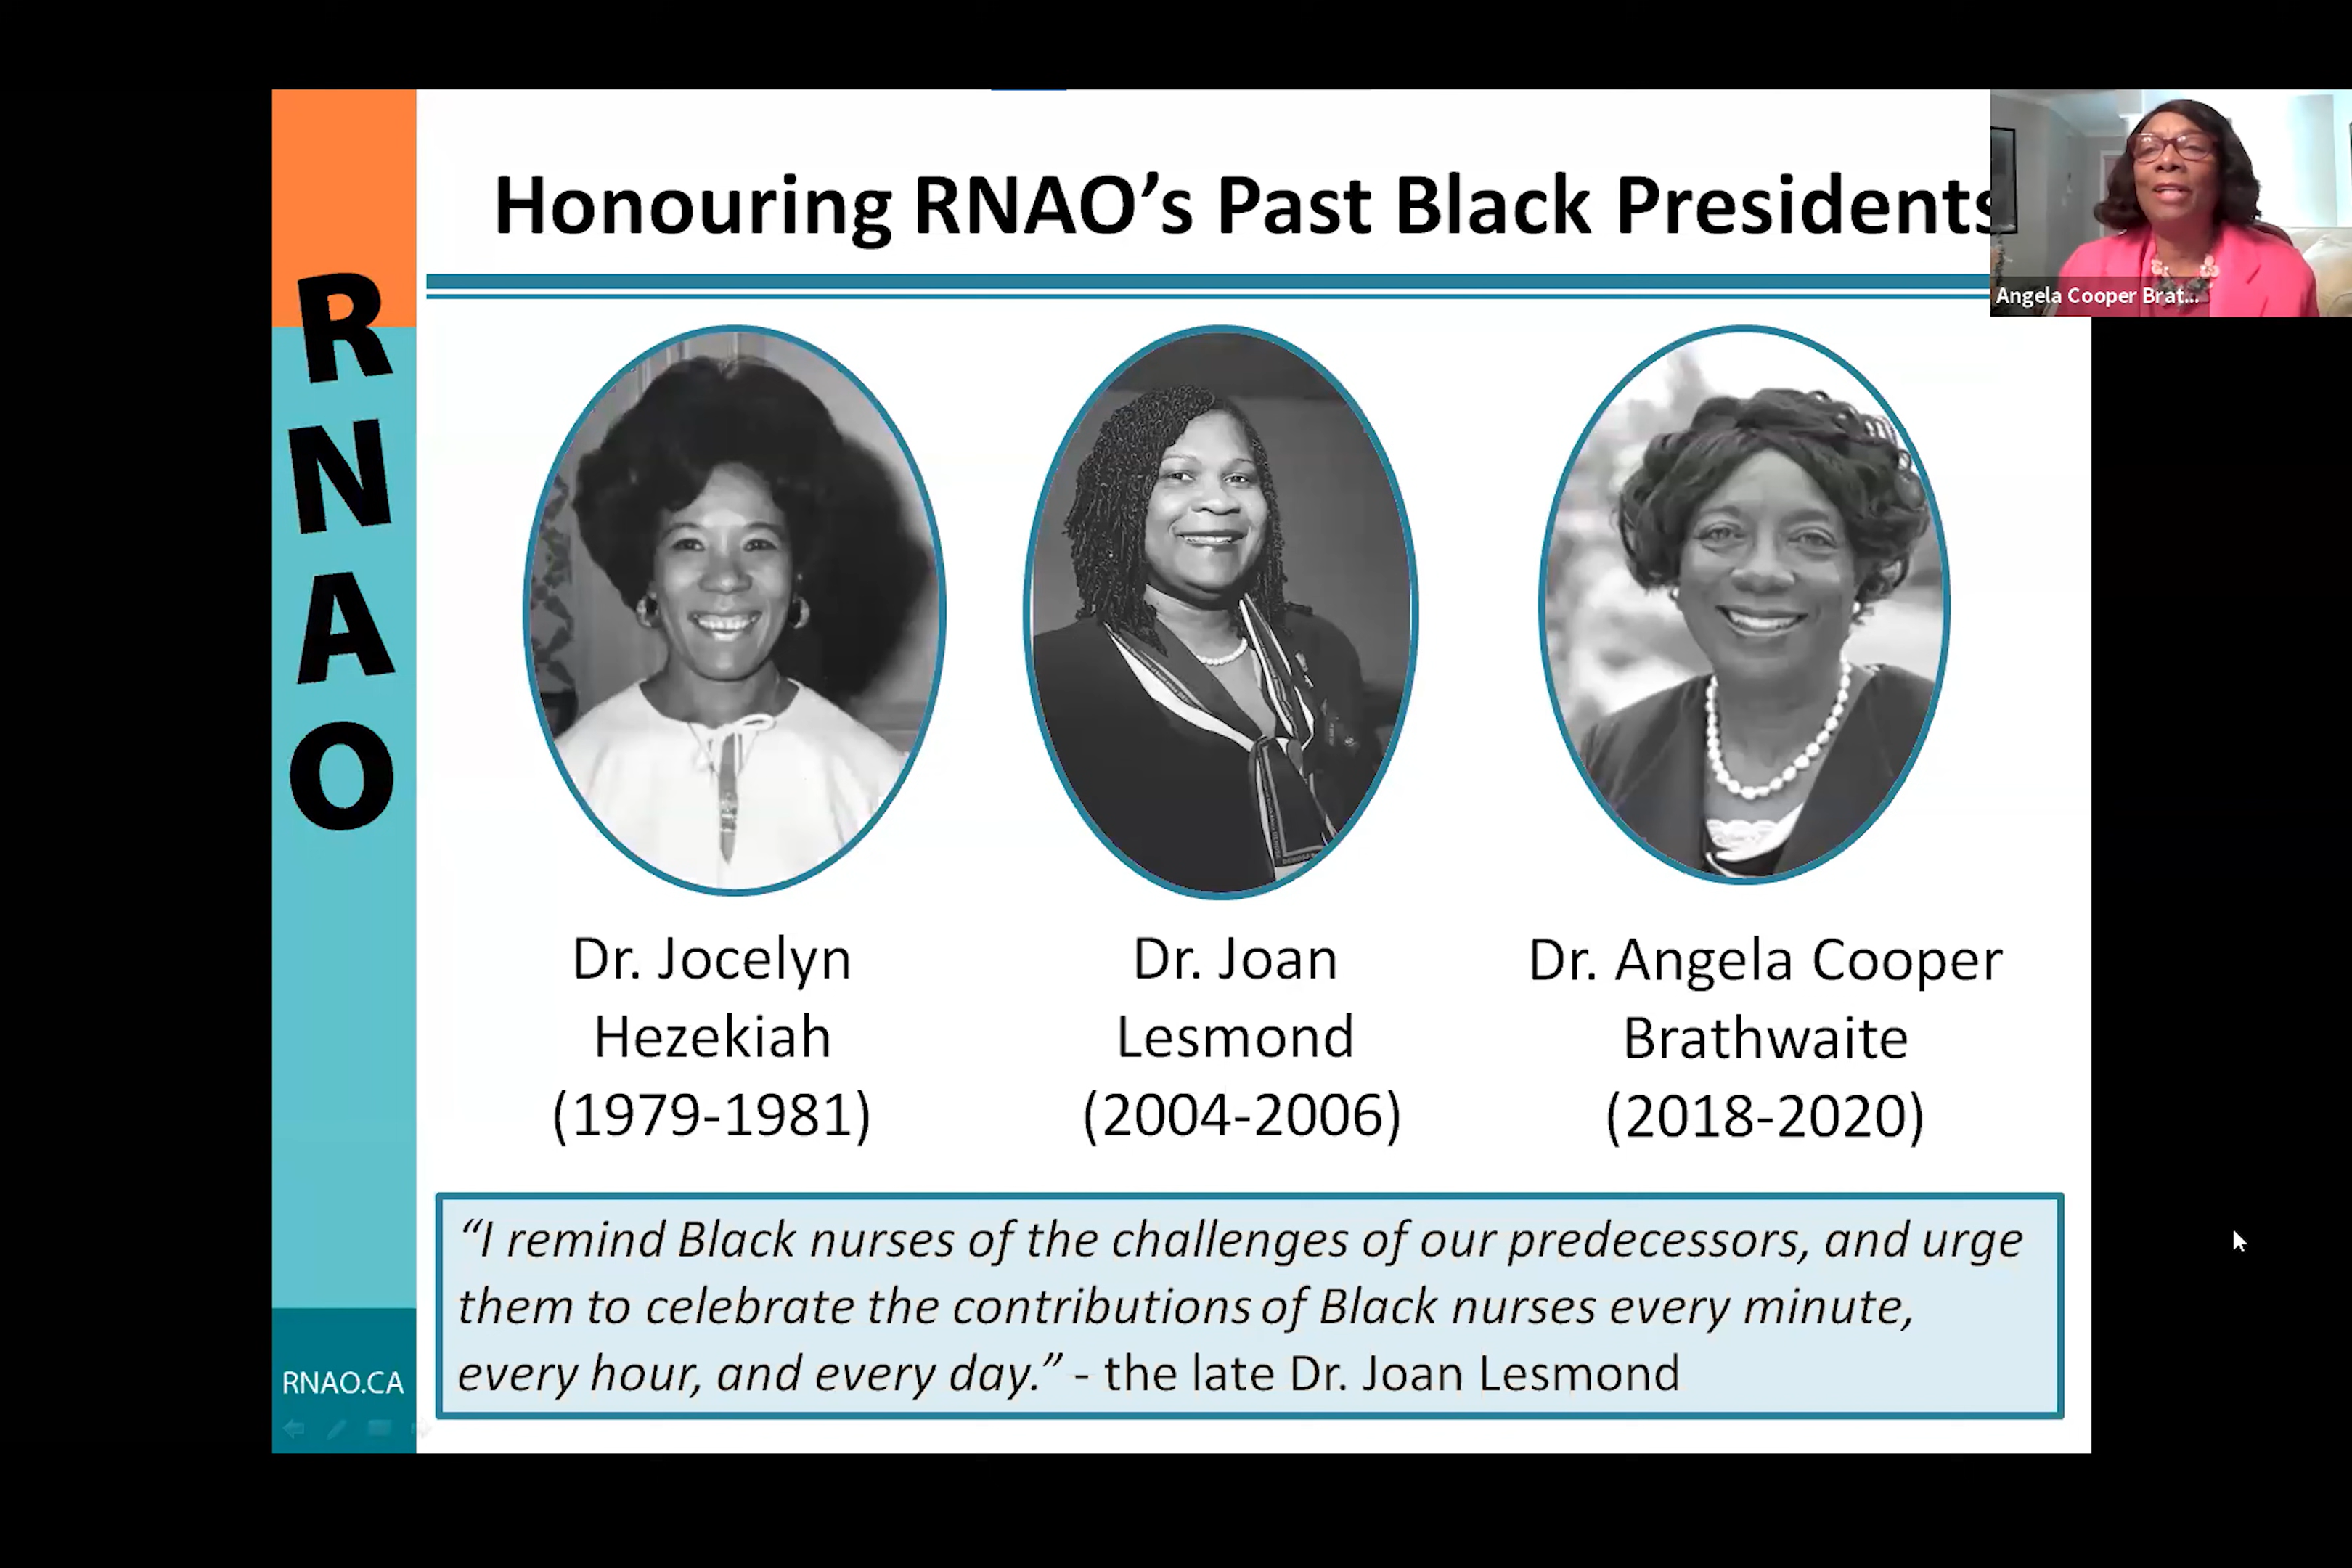 Honouring RNAO’s Past Black Presidents
Angela Cooper Brat...
R
N
A
O
Dr. Jocelyn
Hezekiah
(1979-1981)
Dr. Joan
Lesmond
(2004-2006)
Dr. Angela Cooper
Brathwaite
(2018-2020)
“I remind Black nurses of the challenges of our predecessors, and urge
them to celebrate the contributions of Black nurses every minute,
every hour, and every day.” - the late Dr. Joan Lesmond
RNAO.CA